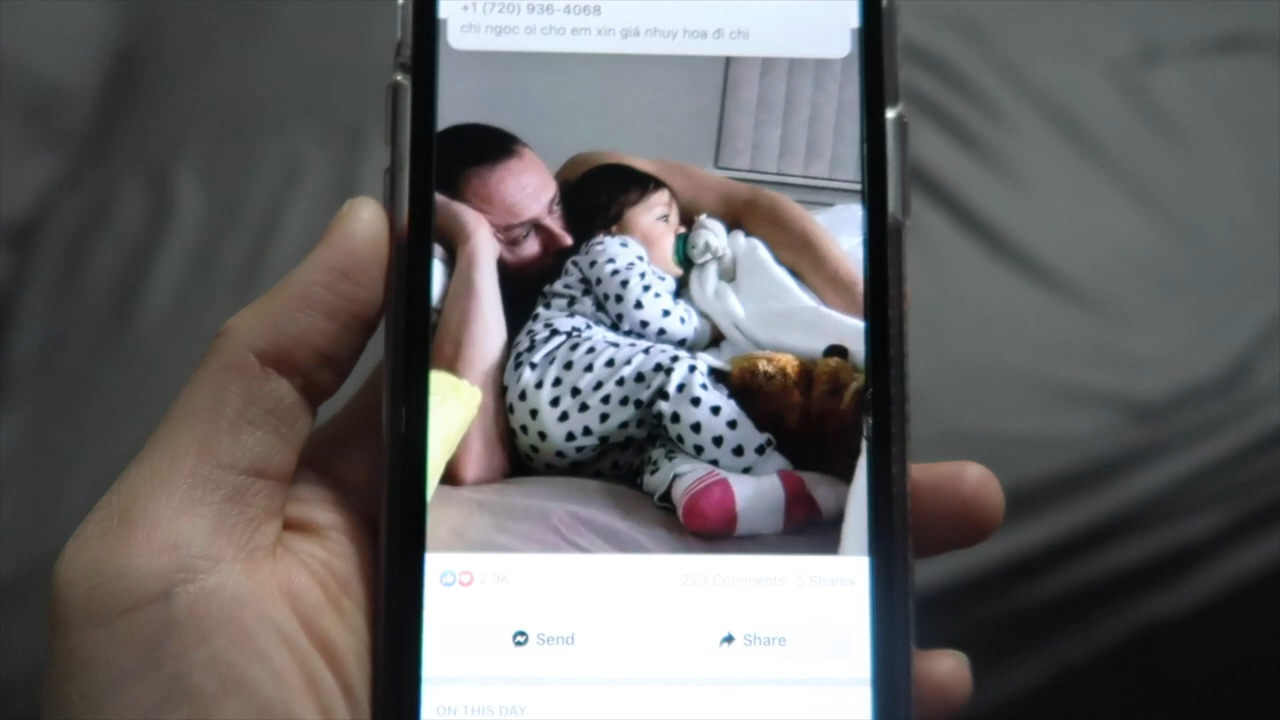 +1 (720) 936-4068
chi ngoc oi cho em xin giá nhuy hoa đi chi
2.9K
223 Comments 5 Shares
Send
Share
ON THIS DAY